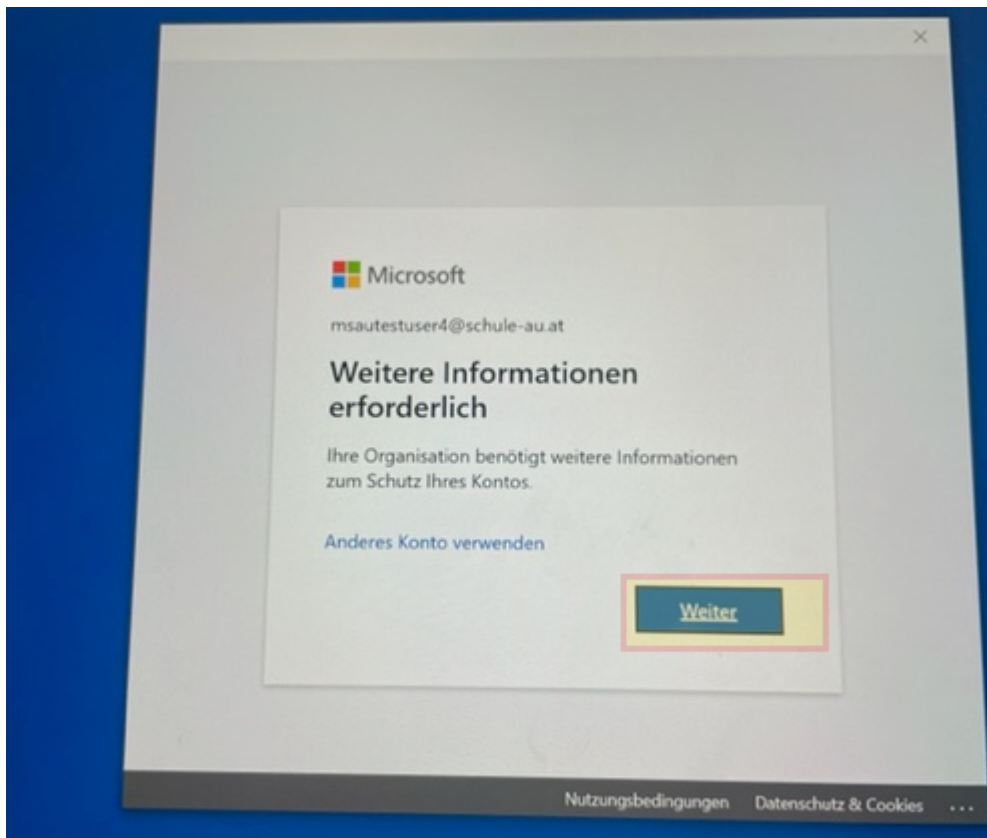 Microsoft
msautestuser4@schule-au.at
Weitere Informationen
erforderlich
Ihre Organisation benötigt weitere Informationen
zum Schutz Ihres Kontos.
Anderes Konto verwenden
Weiter
Nutzungsbedingungen Datenschutz & Cookies ...